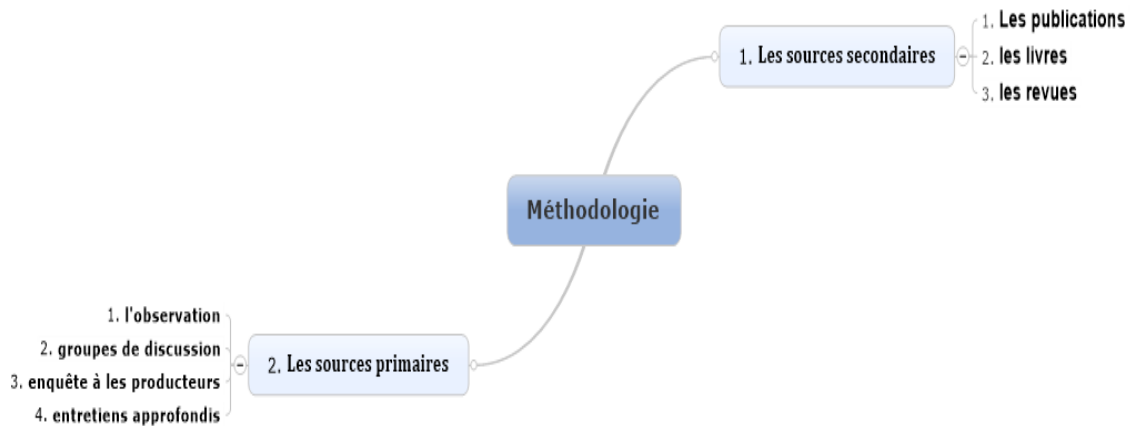 1. Les sources secondaires
1. Les publications
2. les livres
3. les revues
Méthodologie
2. Les sources primaires
1. l'observation
2. groupes de discussion
3. enquête à les producteurs
4. entretiens approfondis